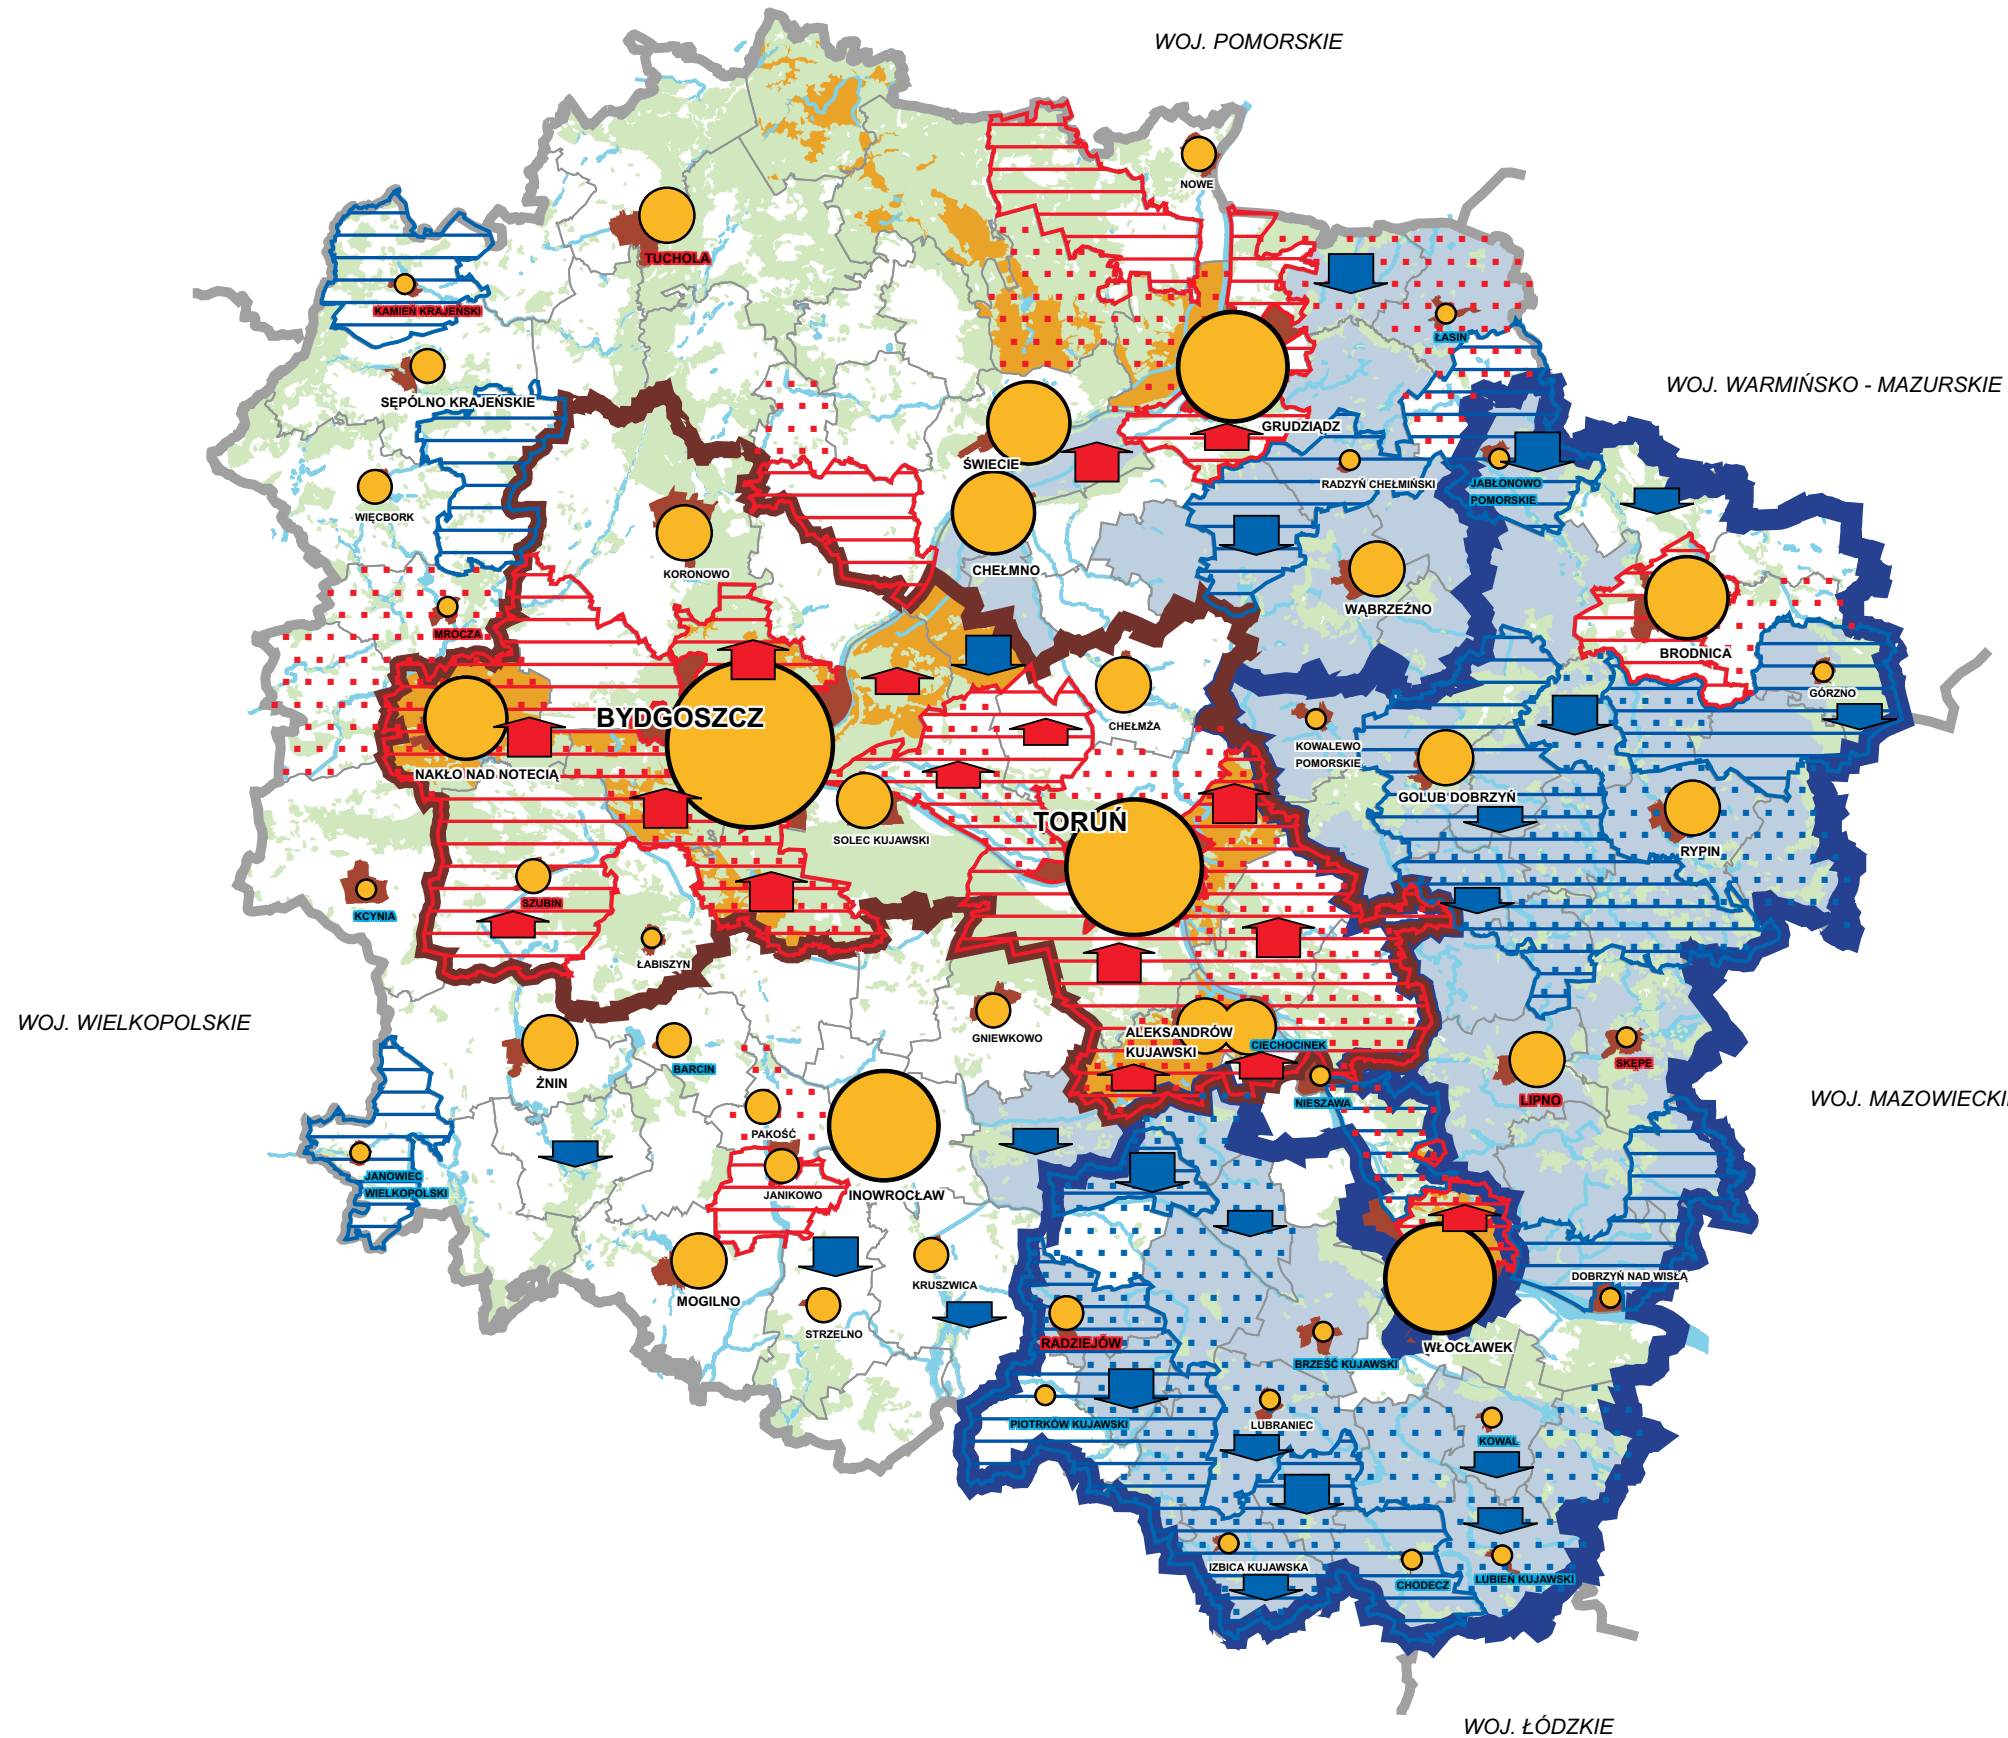 WOJ. POMORSKIE
NOWE
TUCHOLA
KAMIEŃ KRAJEŃSKI
ŁASIN
WOJ. WARMIŃSKO - MAZURSKIE
SĘPÓLNO KRAJEŃSKIE
GRUDZIĄDZ
ŚWIECIE
RADZYŃ CHEŁMIŃSKI
JABŁONOWO
POMORSKIE
WIĘCBORK
CHEŁMNO
KORONOWO
WĄBRZEŹNO
MROCZA
BRODNICA
GÓRZNO
BYDGOSZCZ
CHEŁMŻA
KOWALEWO
POMORSKIE
NAKŁO NAD NOTECIĄ
GOLUB DOBRZYŃ
TORUŃ
SOLEC KUJAWSKI
RYPIN
SZUBIN
KCYNIA
ŁABISZYN
WOJ. WIELKOPOLSKIE
GNIEWKOWO
ALEKSANDRÓW
KUJAWSKI
CIECHOCINEK
BARCIN
ŻNIN
SKĘPE
LIPNO
NIESZAWA
WOJ. MAZOWIECKIE
PAKOŚĆ
JANOWIEC
WIELKOPOLSKI
JANIKOWO
INOWROCŁAW
DOBRZYŃ NAD WISŁĄ
KRUSZWICA
MOGILNO
STRZELNO
RADZIEJÓW
WŁOCŁAWEK
BRZEŚĆ KUJAWSKI
PIOTRKÓW KUJAWSKI
LUBRANIEC
KOWAL
IZBICA KUJAWSKA
CHODECZ
LUBIEŃ KUJAWSKI
WOJ. ŁÓDZKIE